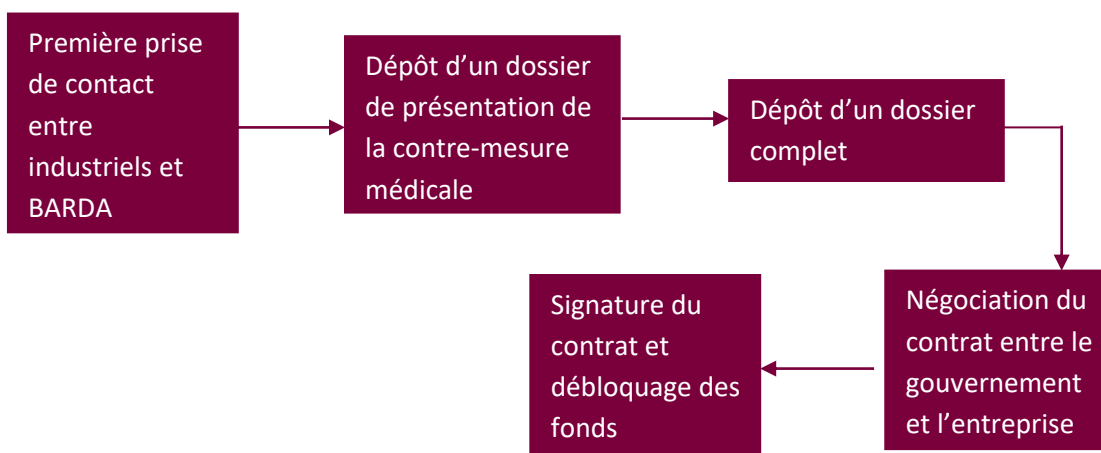 Première prise
de contact
entre
industriels et
BARDA
Dépôt d’un dossier
de présentation de
la contre-mesure
médicale
Dépôt d’un dossier
complet
Négociation du
contrat entre le
gouvernement
et l’entreprise
Signature du
contrat et
débloquage des
fonds